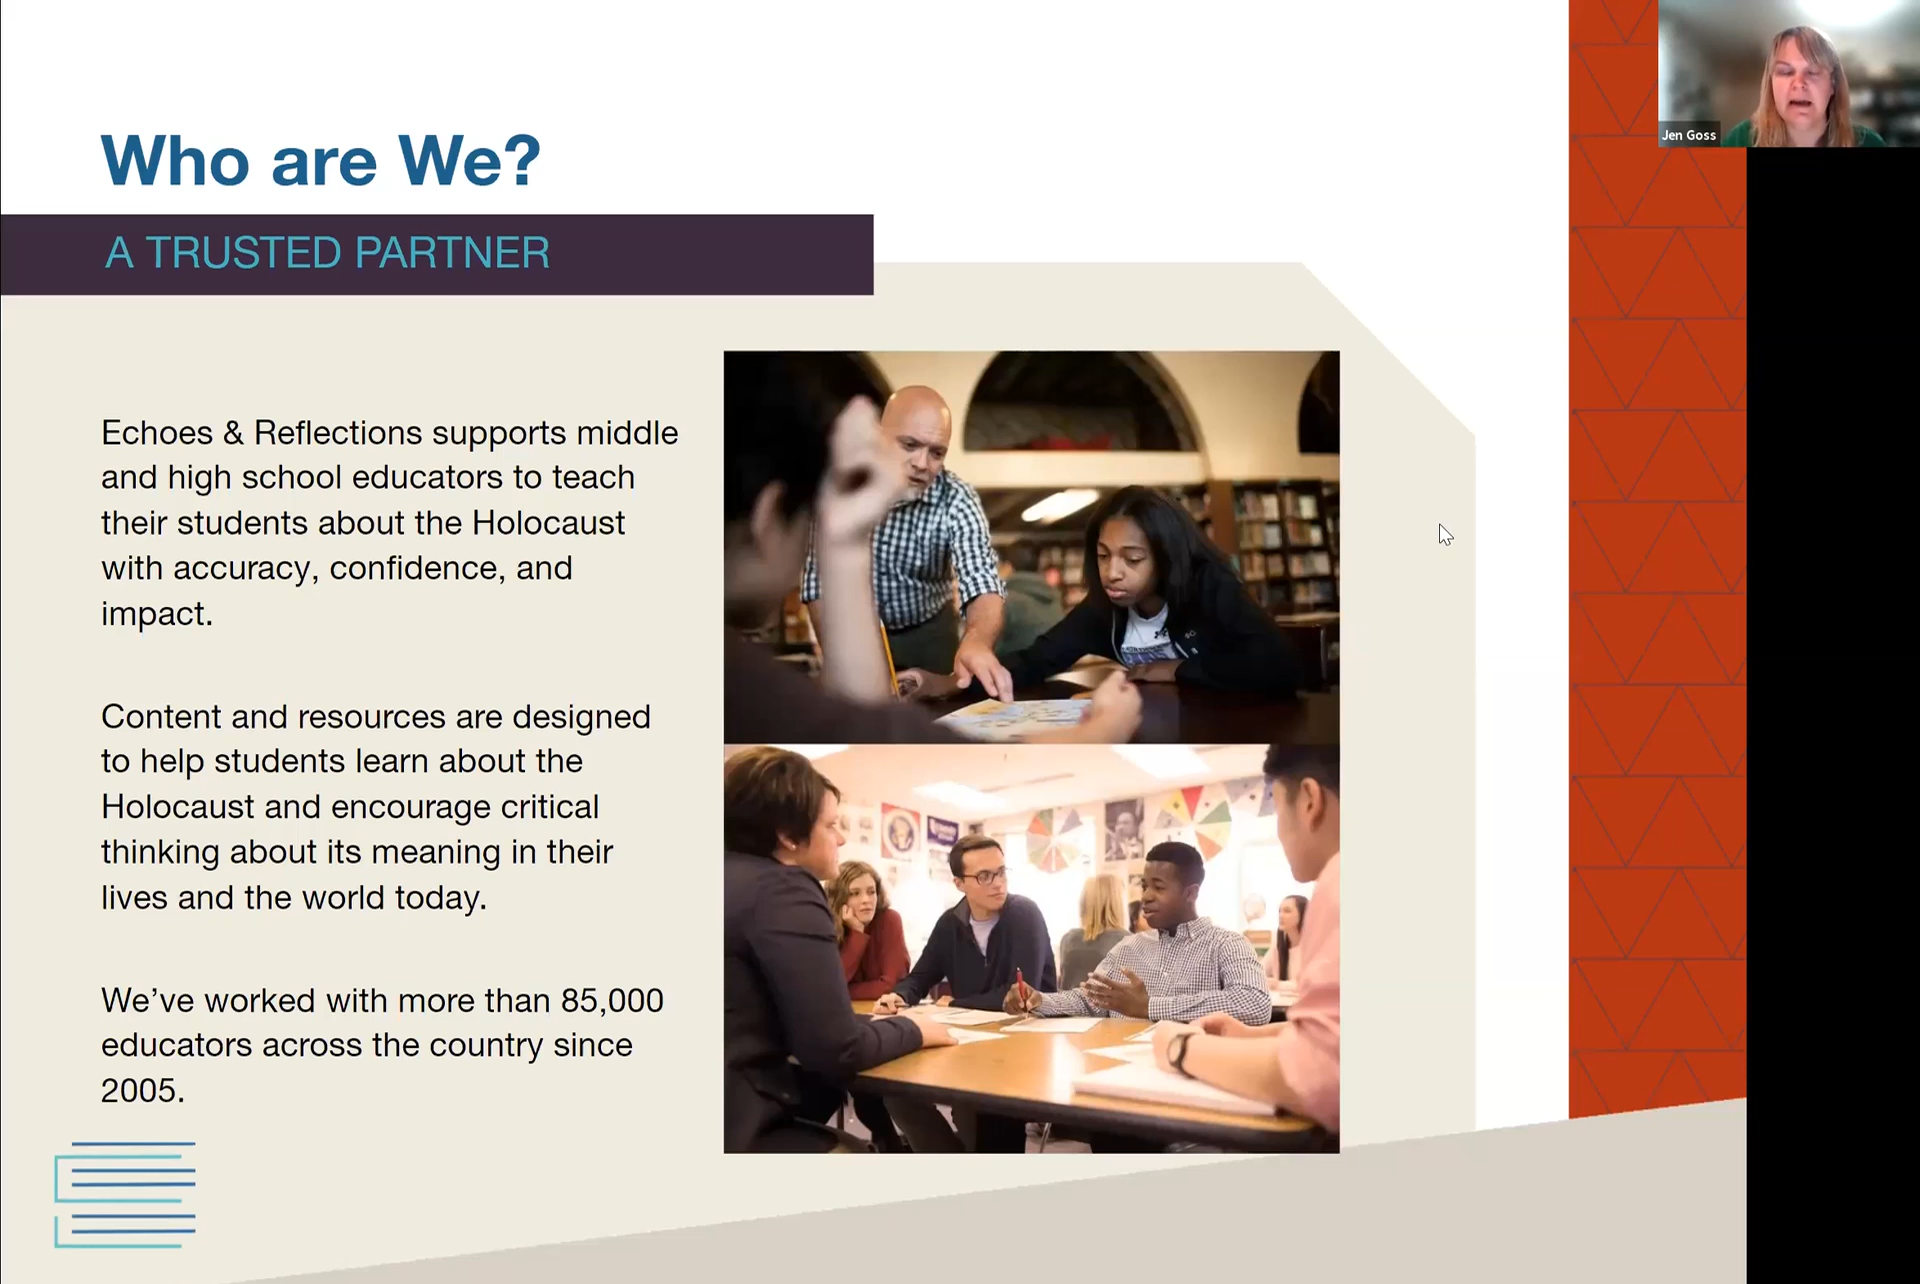 Who are We?
A TRUSTED PARTNER
Echoes & Reflections supports middle
and high school educators to teach
their students about the Holocaust
with accuracy, confidence, and
impact.
Content and resources are designed
to help students learn about the
Holocaust and encourage critical
thinking about its meaning in their
lives and the world today.
We’ve worked with more than 85,000
educators across the country since
2005.
Jen Goss